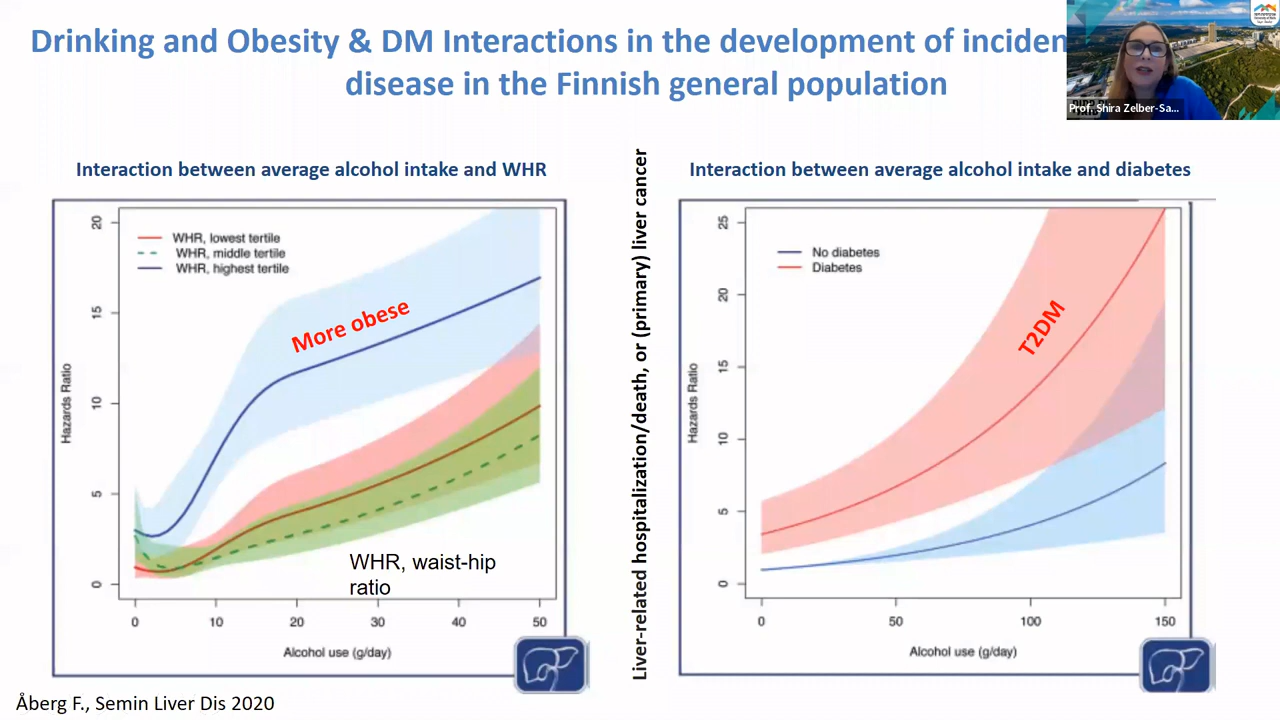 Drinking and Obesity & DM Interactions in the development of inciden
disease in the Finnish general population
Prof. Shira Zelber-Sa...
Interaction between average alcohol intake and WHR
20
15
10
5
0
Hazards Ratio
WHR, lowest tertile
WHR, middle tertile
WHR, highest tertile
More obese
WHR, waist-hip
ratio
0 10 20 30 40 50
Alcohol use (g/day)
Liver-related hospitalization/death, or (primary) liver cancer
Interaction between average alcohol intake and diabetes
25
20
15
10
5
0
Hazards Ratio
No diabetes
Diabetes
T2DM
0 50 100 150
Alcohol use (g/day)
Åberg F., Semin Liver Dis 2020